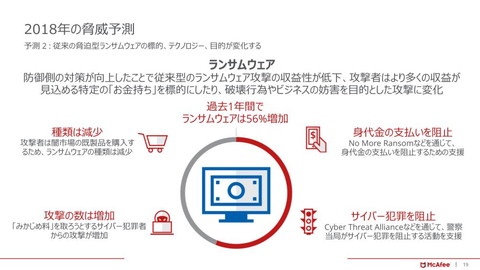 2018年の脅威予測
予測 2 : 従来の脅迫型ランサムウェアの標的、テクノロジー、目的が変化する
ランサムウェア
防御側の対策が向上したことで従来型のランサムウェア攻撃の収益性が低下、攻撃者はより多くの収益が
見込める特定の「お金持ち」を標的にしたり、破壊行為やビジネスの妨害を目的とした攻撃に変化
過去1年間で
ランサムウェアは56%増加
種類は減少
攻撃者は闇市場の既製品を購入す
るため、ランサムウェアの種類は減少
身代金の支払いを阻止
No More Ransomなどを通じて、
身代金の支払いを阻止するための支援
攻撃の数は増加
「みかじめ料」を取ろうとするサイバー犯罪者
からの攻撃が増加
サイバー犯罪を阻止
Cyber Threat Allianceなどを通じて、警察
当局がサイバー犯罪を阻止する活動を支援
McAfee | 19